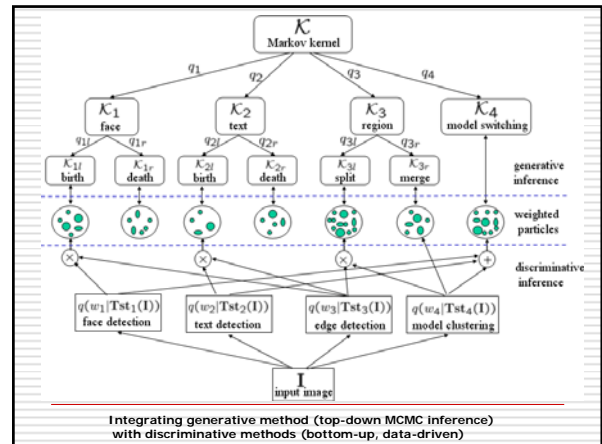 K
Markov kernel
q1 q2 q3 q4
K1 K2 K3 K4
face text region model switching
q1l q1r q2l q2r q3l q3r
K1l K1r K2l K2r K3l K3r
birth death birth death split merge
generative
inference
weighted
particles
× × × +
discriminative
inference
q(w1|Tst1(I)) q(w2|Tst2(I)) q(w3|Tst3(I)) q(w4|Tst4(I))
face detection text detection edge detection model clustering
I
input image
Integrating generative method (top-down MCMC inference)
with discriminative methods (bottom-up, data-driven)